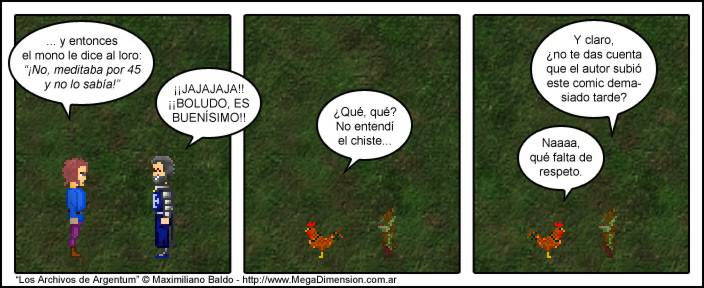 ... y entonces
el mono le dice al loro:
“¡No, meditaba por 45
y no lo sabía!”
¡¡JAJAJAJA!!
¡¡BOLUDO, ES
BUENÍSIMO!!
¿Qué, qué?
No entendí
el chiste...
Y claro,
¿no te das cuenta
que el autor subió
este comic dema-
siado tarde?
Naaaa,
qué falta de
respeto.
“Los Archivos de Argentum” © Maximiliano Baldo - http://www.MegaDimension.com.ar